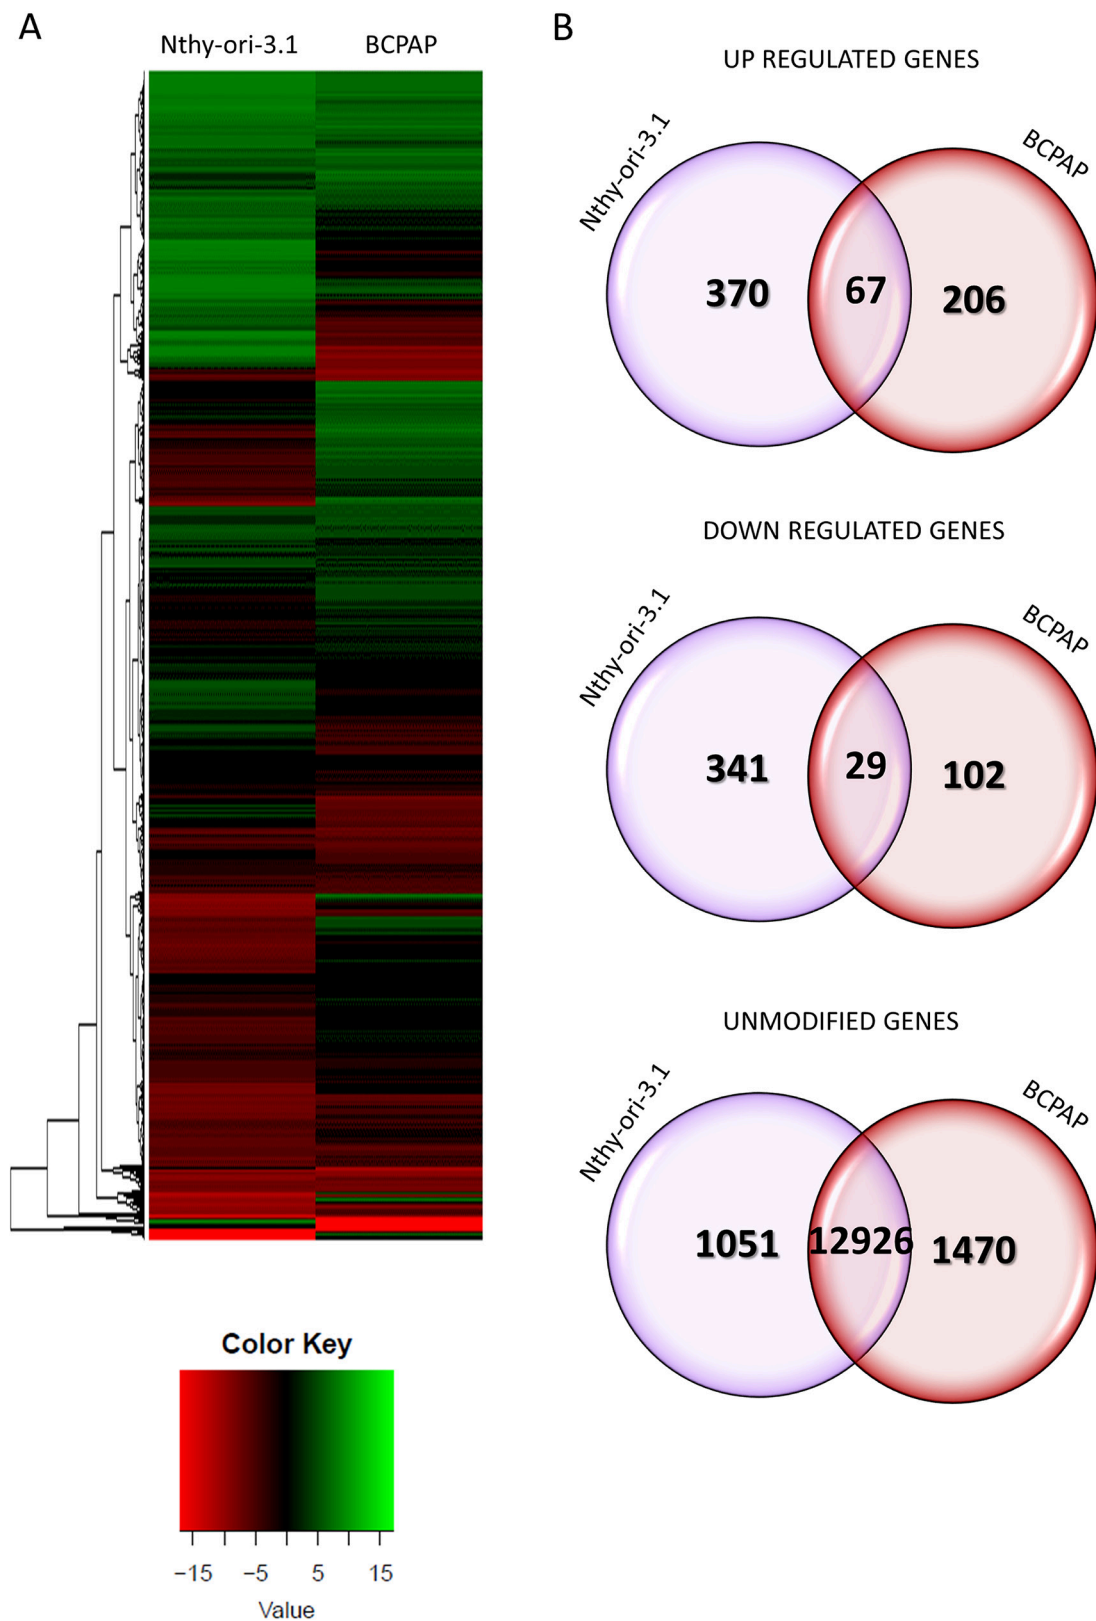 A
Nthy-ori-3.1
BCPAP
Color Key
−15
−5
5
15
Value
B
UP REGULATED GENES
Nthy-ori-3.1
BCPAP
370
67
206
DOWN REGULATED GENES
Nthy-ori-3.1
BCPAP
341
29
102
UNMODIFIED GENES
Nthy-ori-3.1
BCPAP
1051
12926
1470